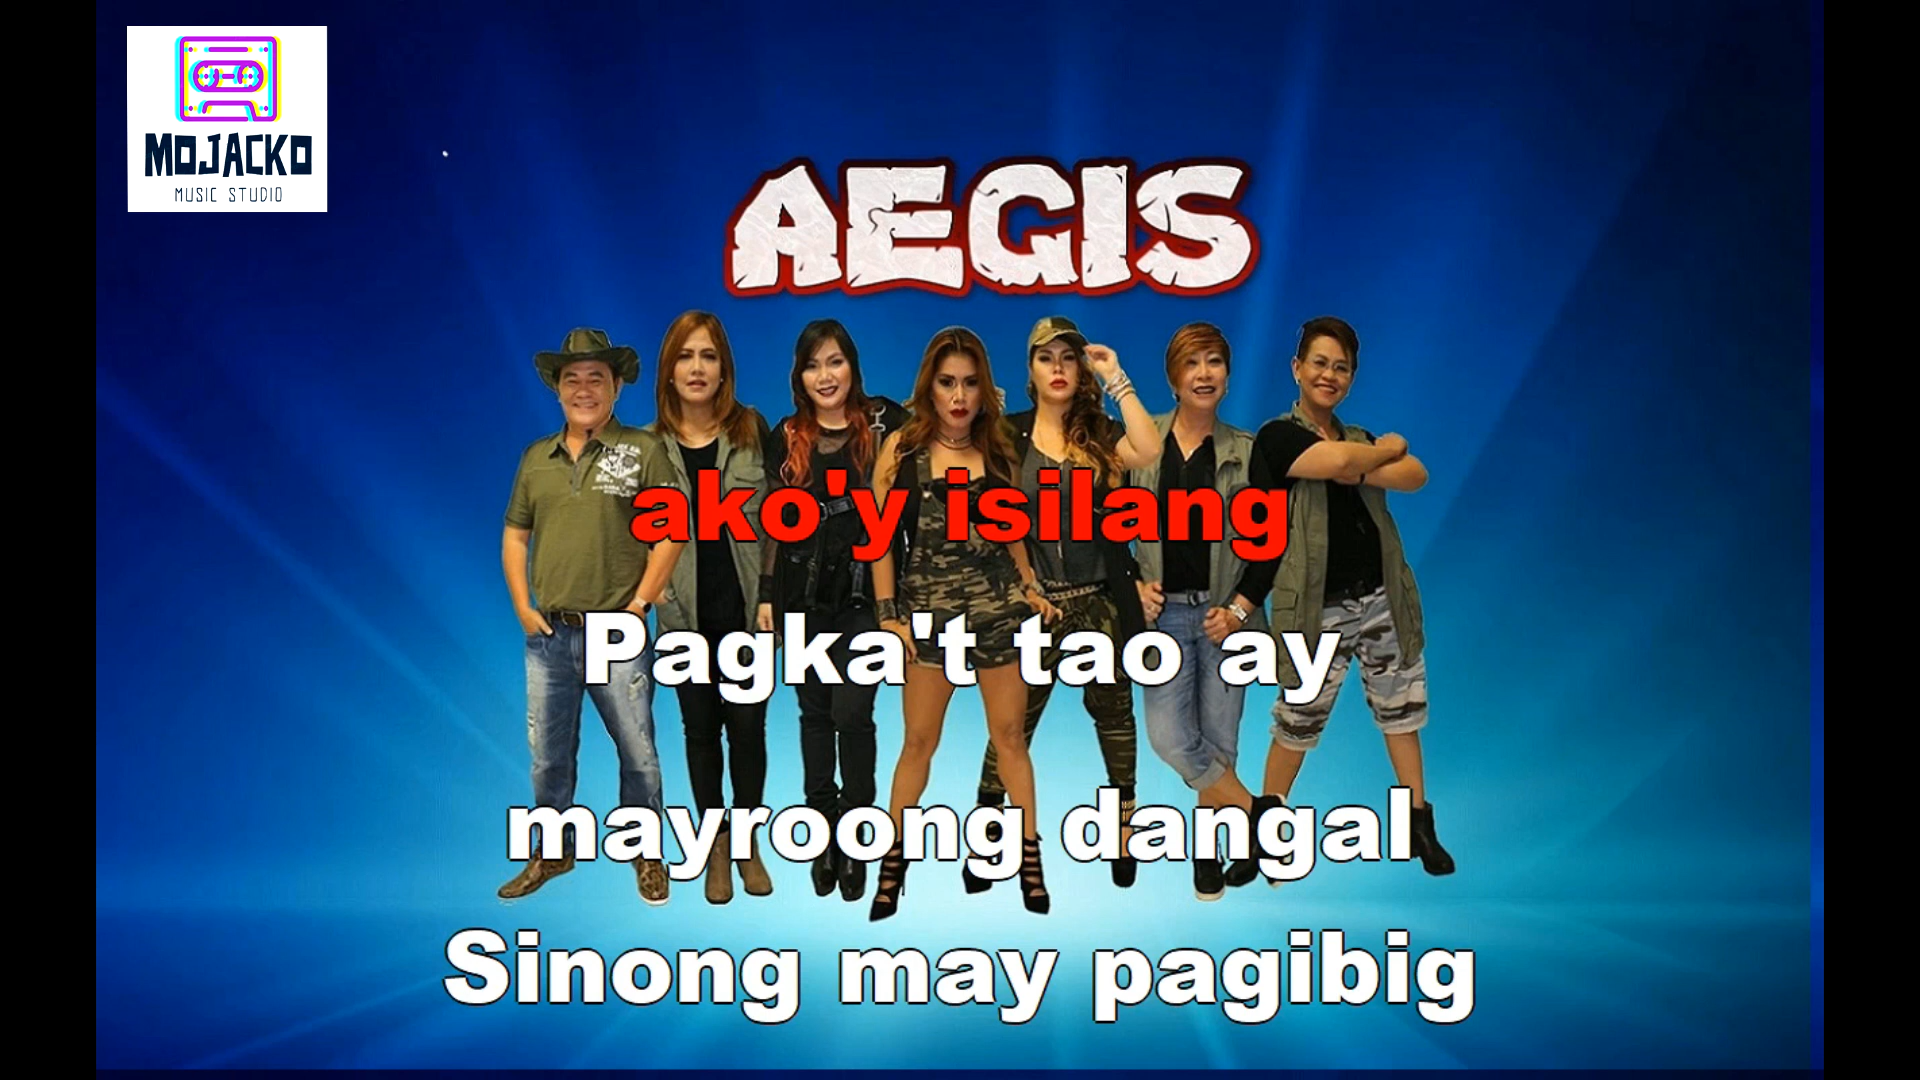 MOJACKO
MUSIC STUDIO
AEGIS
ako'y isilang
Pagka't tao ay
mayroong dangal
Sinong may pagibig